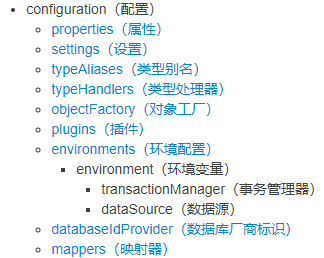 configuration（配置）
properties（属性）
settings（设置）
typeAliases（类型别名）
typeHandlers（类型处理器）
objectFactory（对象工厂）
plugins（插件）
environments（环境配置）
environment（环境变量）
transactionManager（事务管理器）
dataSource（数据源）
databaseIdProvider（数据库厂商标识）
mappers（映射器）